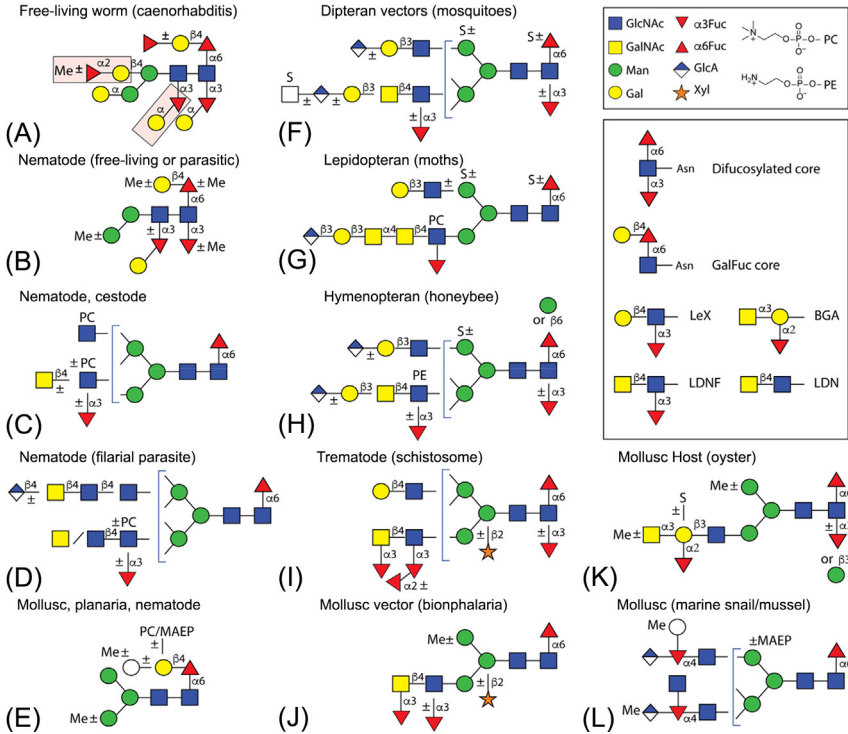 Free-living worm (caenorhabditis)
β4
α6
Me ± α2 β4
α α3 α3
α α
(A)
Nematode (free-living or parasitic)
Me± β4 ±Me
α6
Me±
± α3 α3
±Me
(B)
Nematode, cestode
PC
β4 ±PC
±
± α3
α6
(C)
Nematode (filarial parasite)
β4 β4 β4
±
±PC
± α3
α6
(D)
Mollusc, planaria, nematode
PC/MAEP
Me± ±
± β4
α6
Me±
(E)
Dipteran vectors (mosquitoes)
S± S±
β3
± α6
S
β3 β4
± ±
± α3 ± α3
(F)
Lepidopteran (moths)
β3 ± S± S±
α6
PC
β3 β3 α4 β4
(G)
Hymenopteran (honeybee)
or β6
S±
β3
± α6
PE
β3 β4
±
± α3 ± α3
(H)
Trematode (schistosome)
β4
α6
β4
± β2
± α3
α3 α3
α2 ±
(I)
Mollusc vector (bionphalaria)
Me±
α6
β4
± β2
α3 α3
(J)
GlcNAc
GalNAc
Man
Gal
α3Fuc
α6Fuc
GlcA
Xyl
N+ O-P-O- PC
O O-
H2N+ O-P-O- PE
O O-
α6
Asn Difucosylated core
α3
β4
α6
Asn GalFuc core
β4 LeX
α3
α3 BGA
α2
β4 LDNF
α3
β4 LDN
Mollusc Host (oyster)
Me±
S
±
Me± α3 β3
α2
α6
± α3
or β3
(K)
Mollusc (marine snail/mussel)
Me
±MAEP
α4
α6
Me
α4
(L)